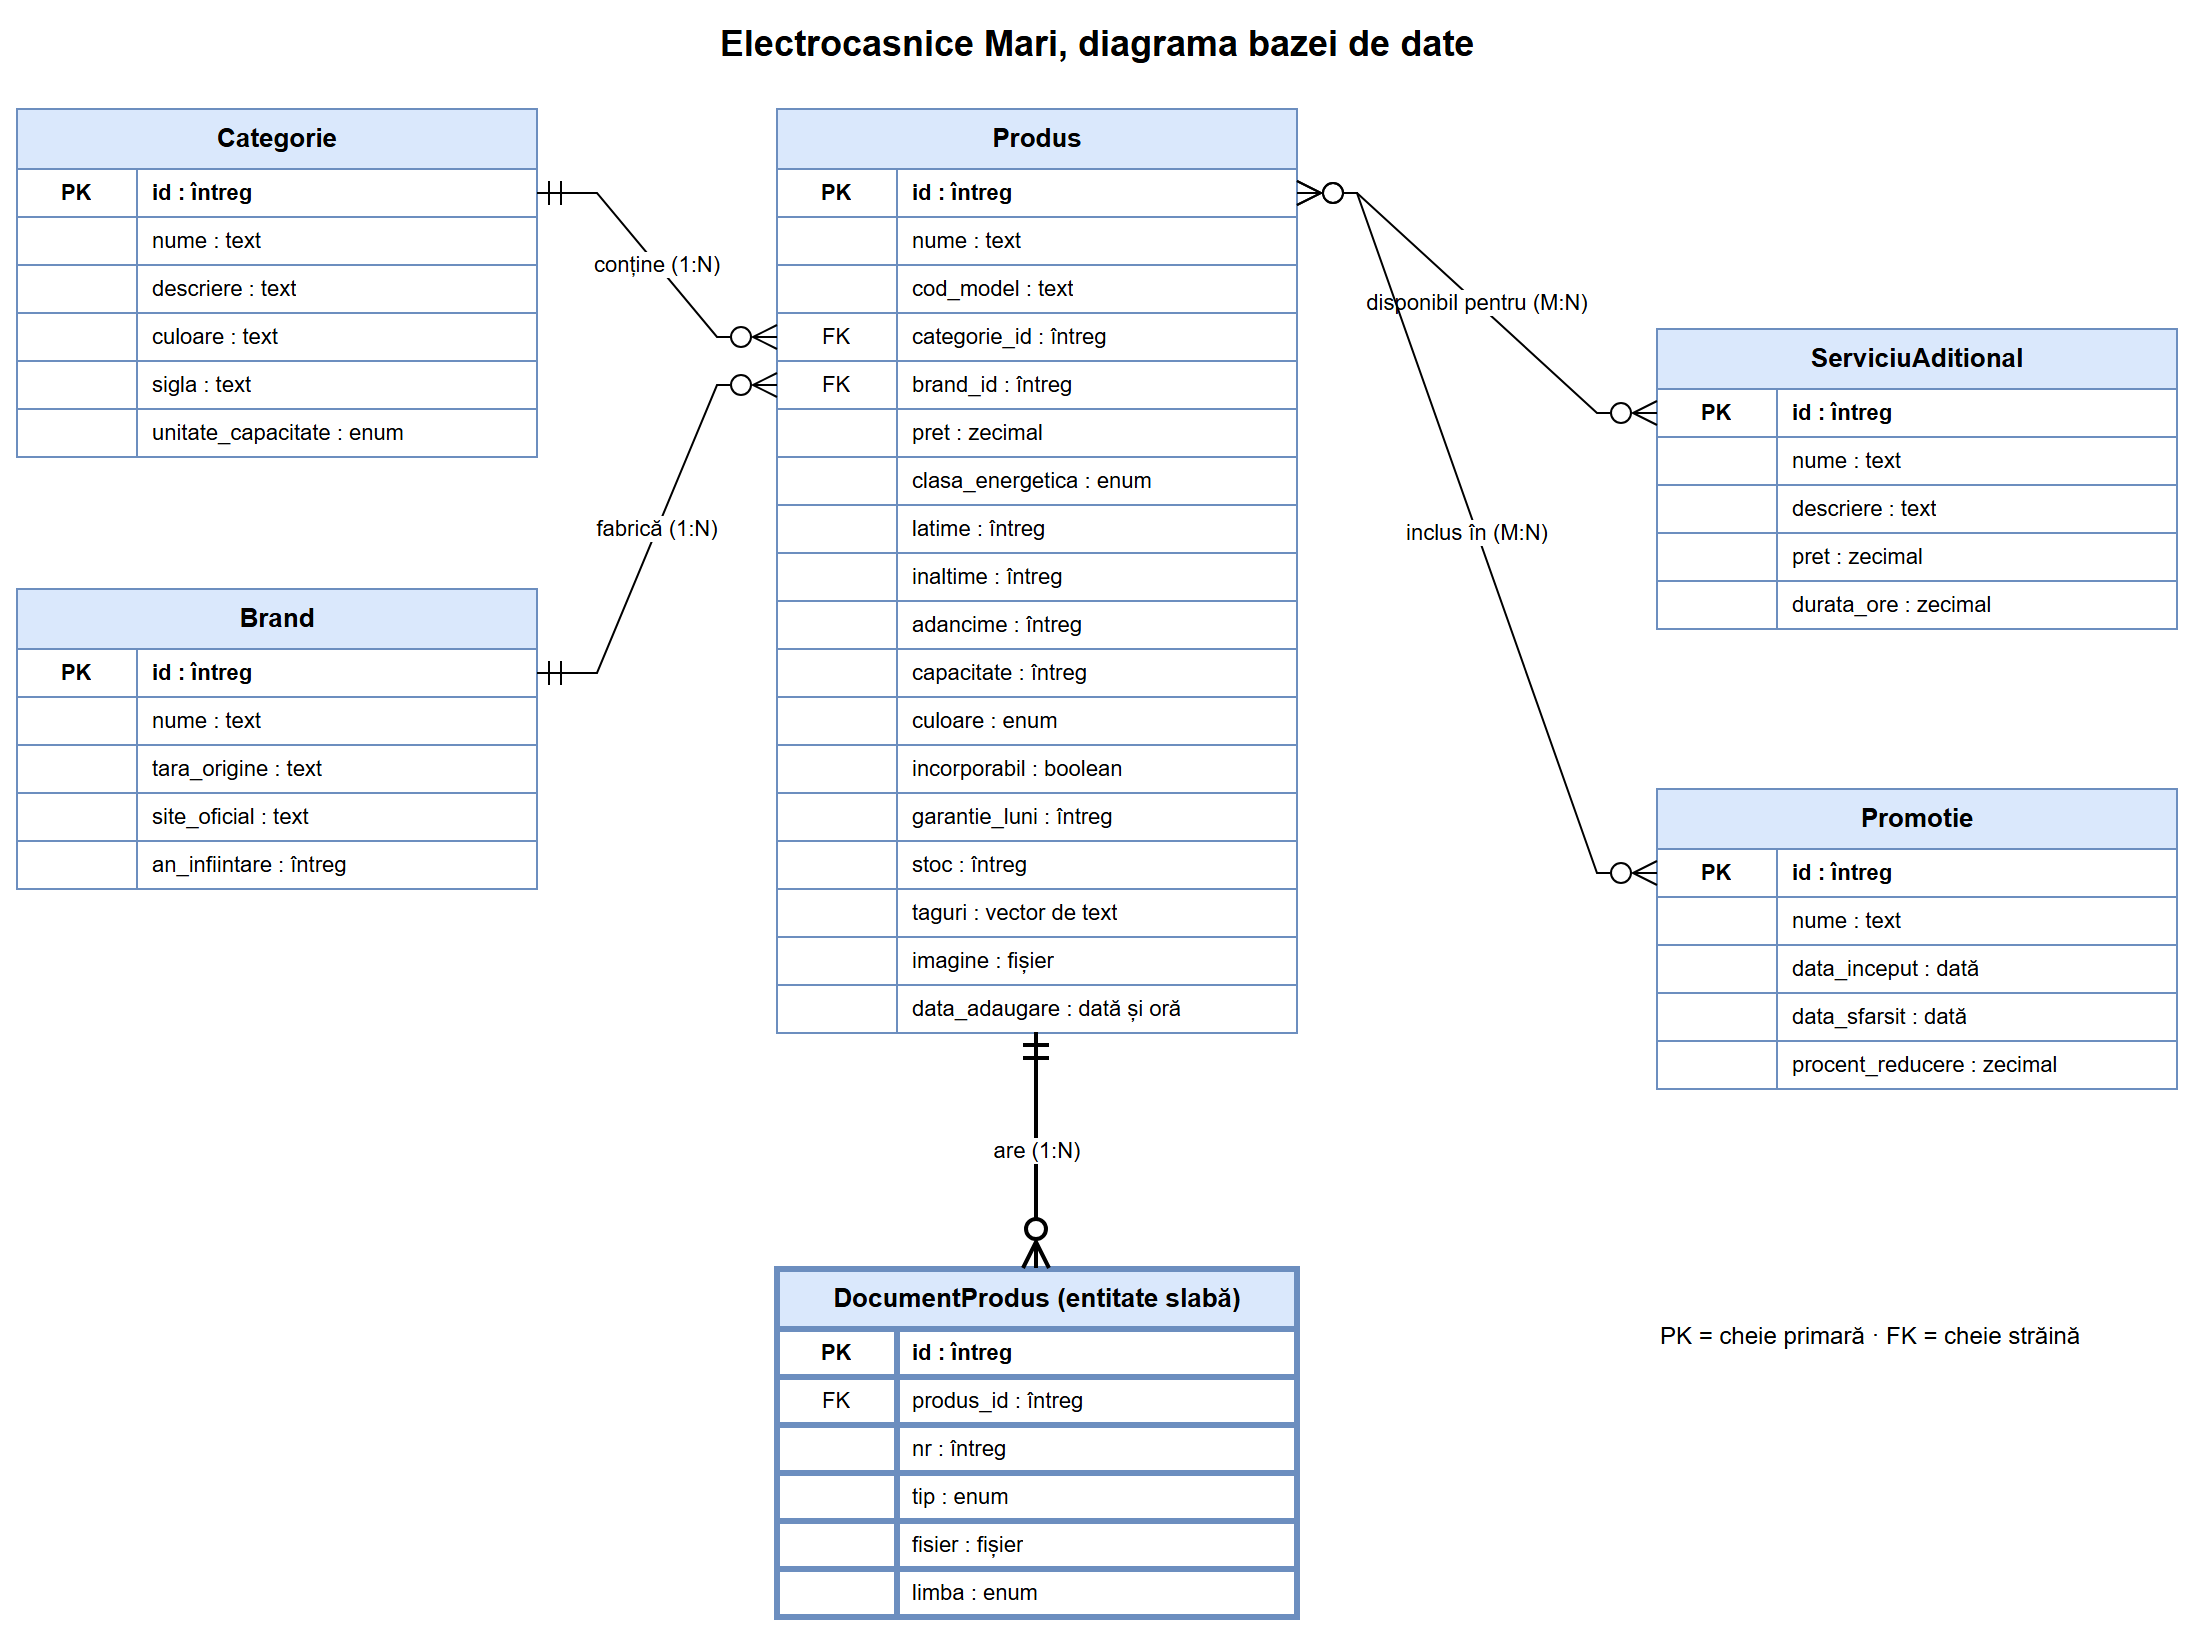 Electrocasnice Mari, diagrama bazei de date
Categorie
PK id : întreg
nume : text
descriere : text
culoare : text
sigla : text
unitate_capacitate : enum
conține (1:N)
Brand
PK id : întreg
nume : text
tara_origine : text
site_oficial : text
an_infiintare : întreg
fabrică (1:N)
Produs
PK id : întreg
nume : text
cod_model : text
FK categorie_id : întreg
FK brand_id : întreg
pret : zecimal
clasa_energetica : enum
latime : întreg
inaltime : întreg
adancime : întreg
capacitate : întreg
culoare : enum
incorporabil : boolean
garantie_luni : întreg
stoc : întreg
taguri : vector de text
imagine : fișier
data_adaugare : dată și oră
disponibil pentru (M:N)
inclus în (M:N)
ServiciuAditional
PK id : întreg
nume : text
descriere : text
pret : zecimal
durata_ore : zecimal
Promotie
PK id : întreg
nume : text
data_inceput : dată
data_sfarsit : dată
procent_reducere : zecimal
are (1:N)
DocumentProdus (entitate slabă)
PK id : întreg
FK produs_id : întreg
nr : întreg
tip : enum
fisier : fișier
limba : enum
PK = cheie primară · FK = cheie străină